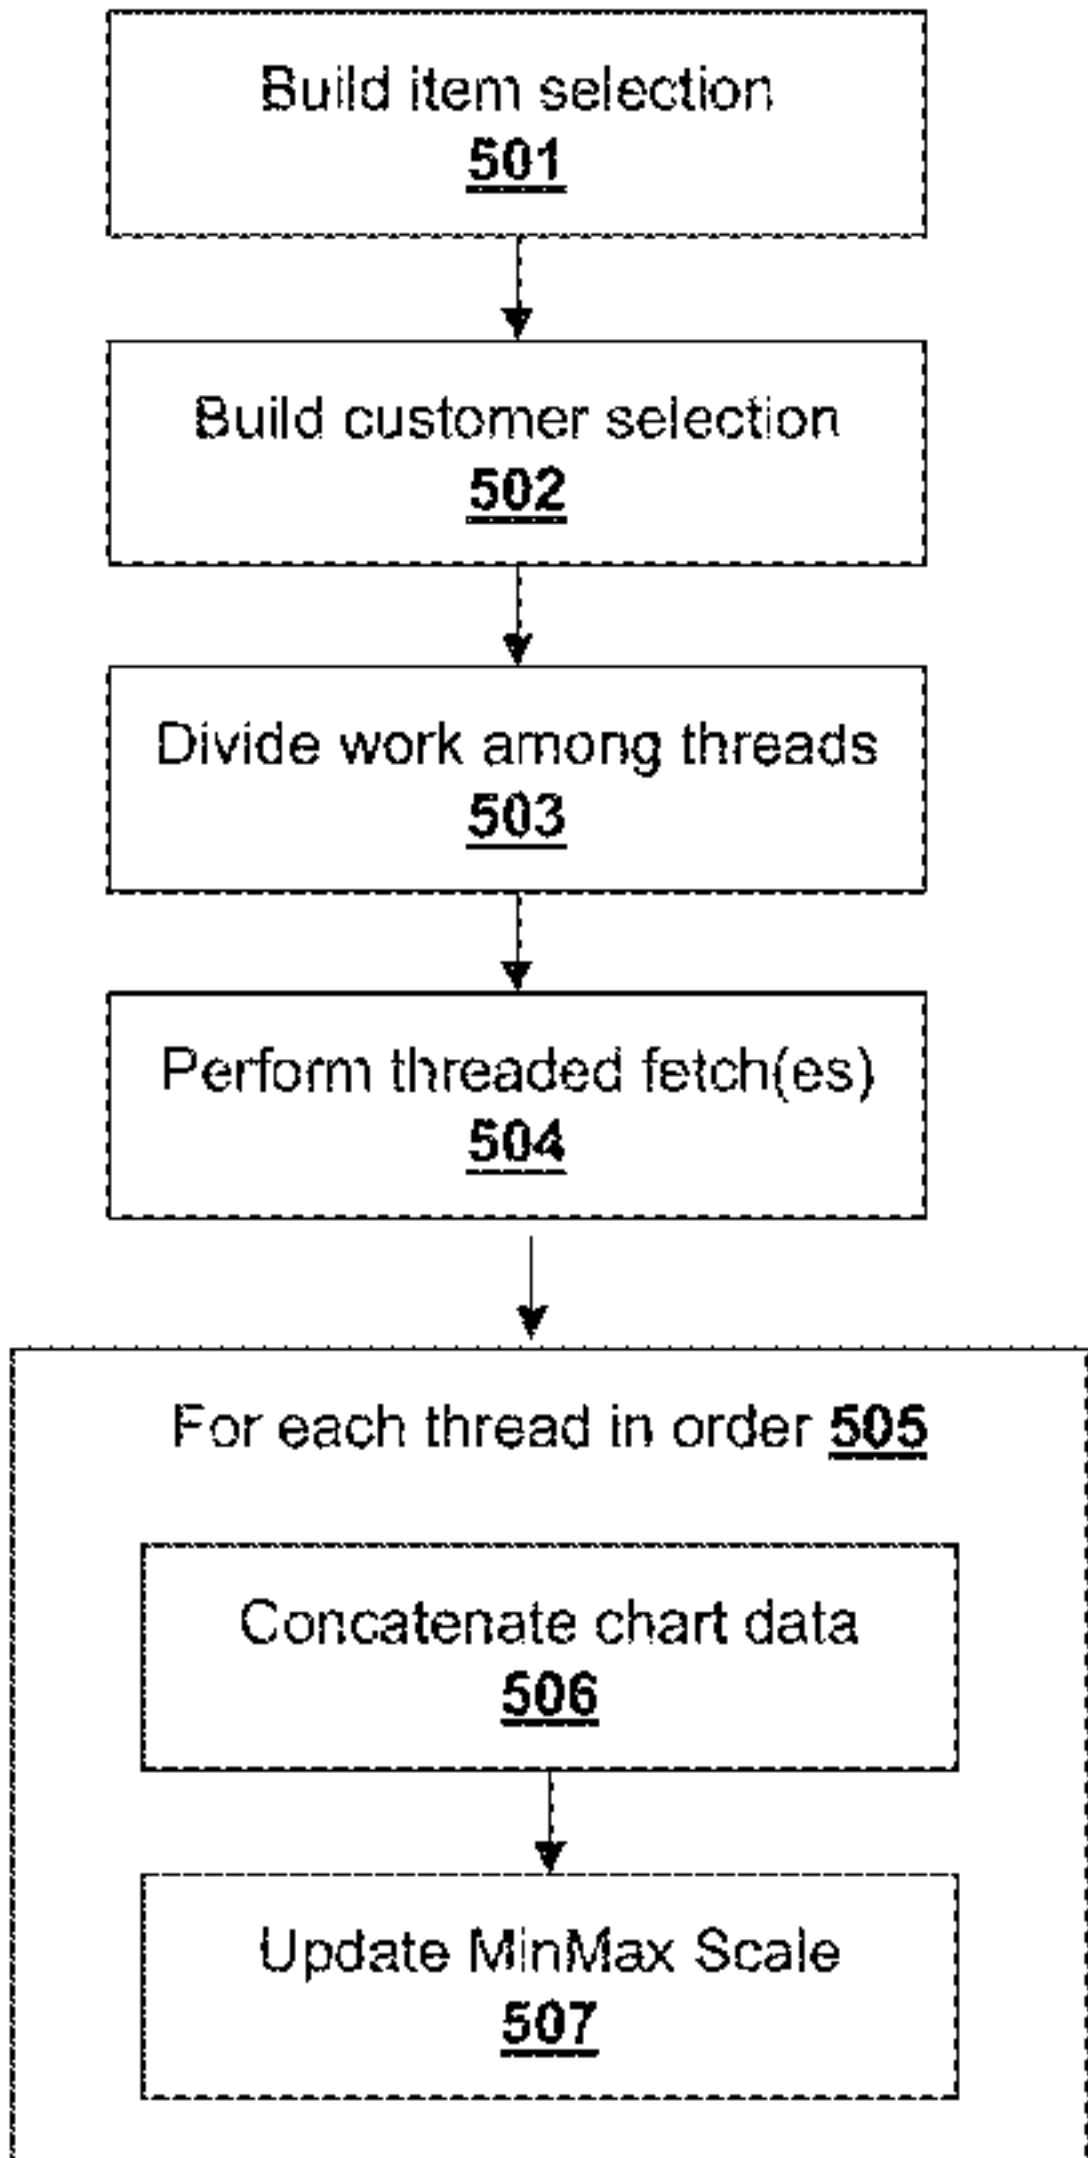 Build item selection
501
Build customer selection
502
Divide work among threads
503
Perform threaded fetch(es)
504
For each thread in order 505
Concatenate chart data
506
Update MinMax Scale
507